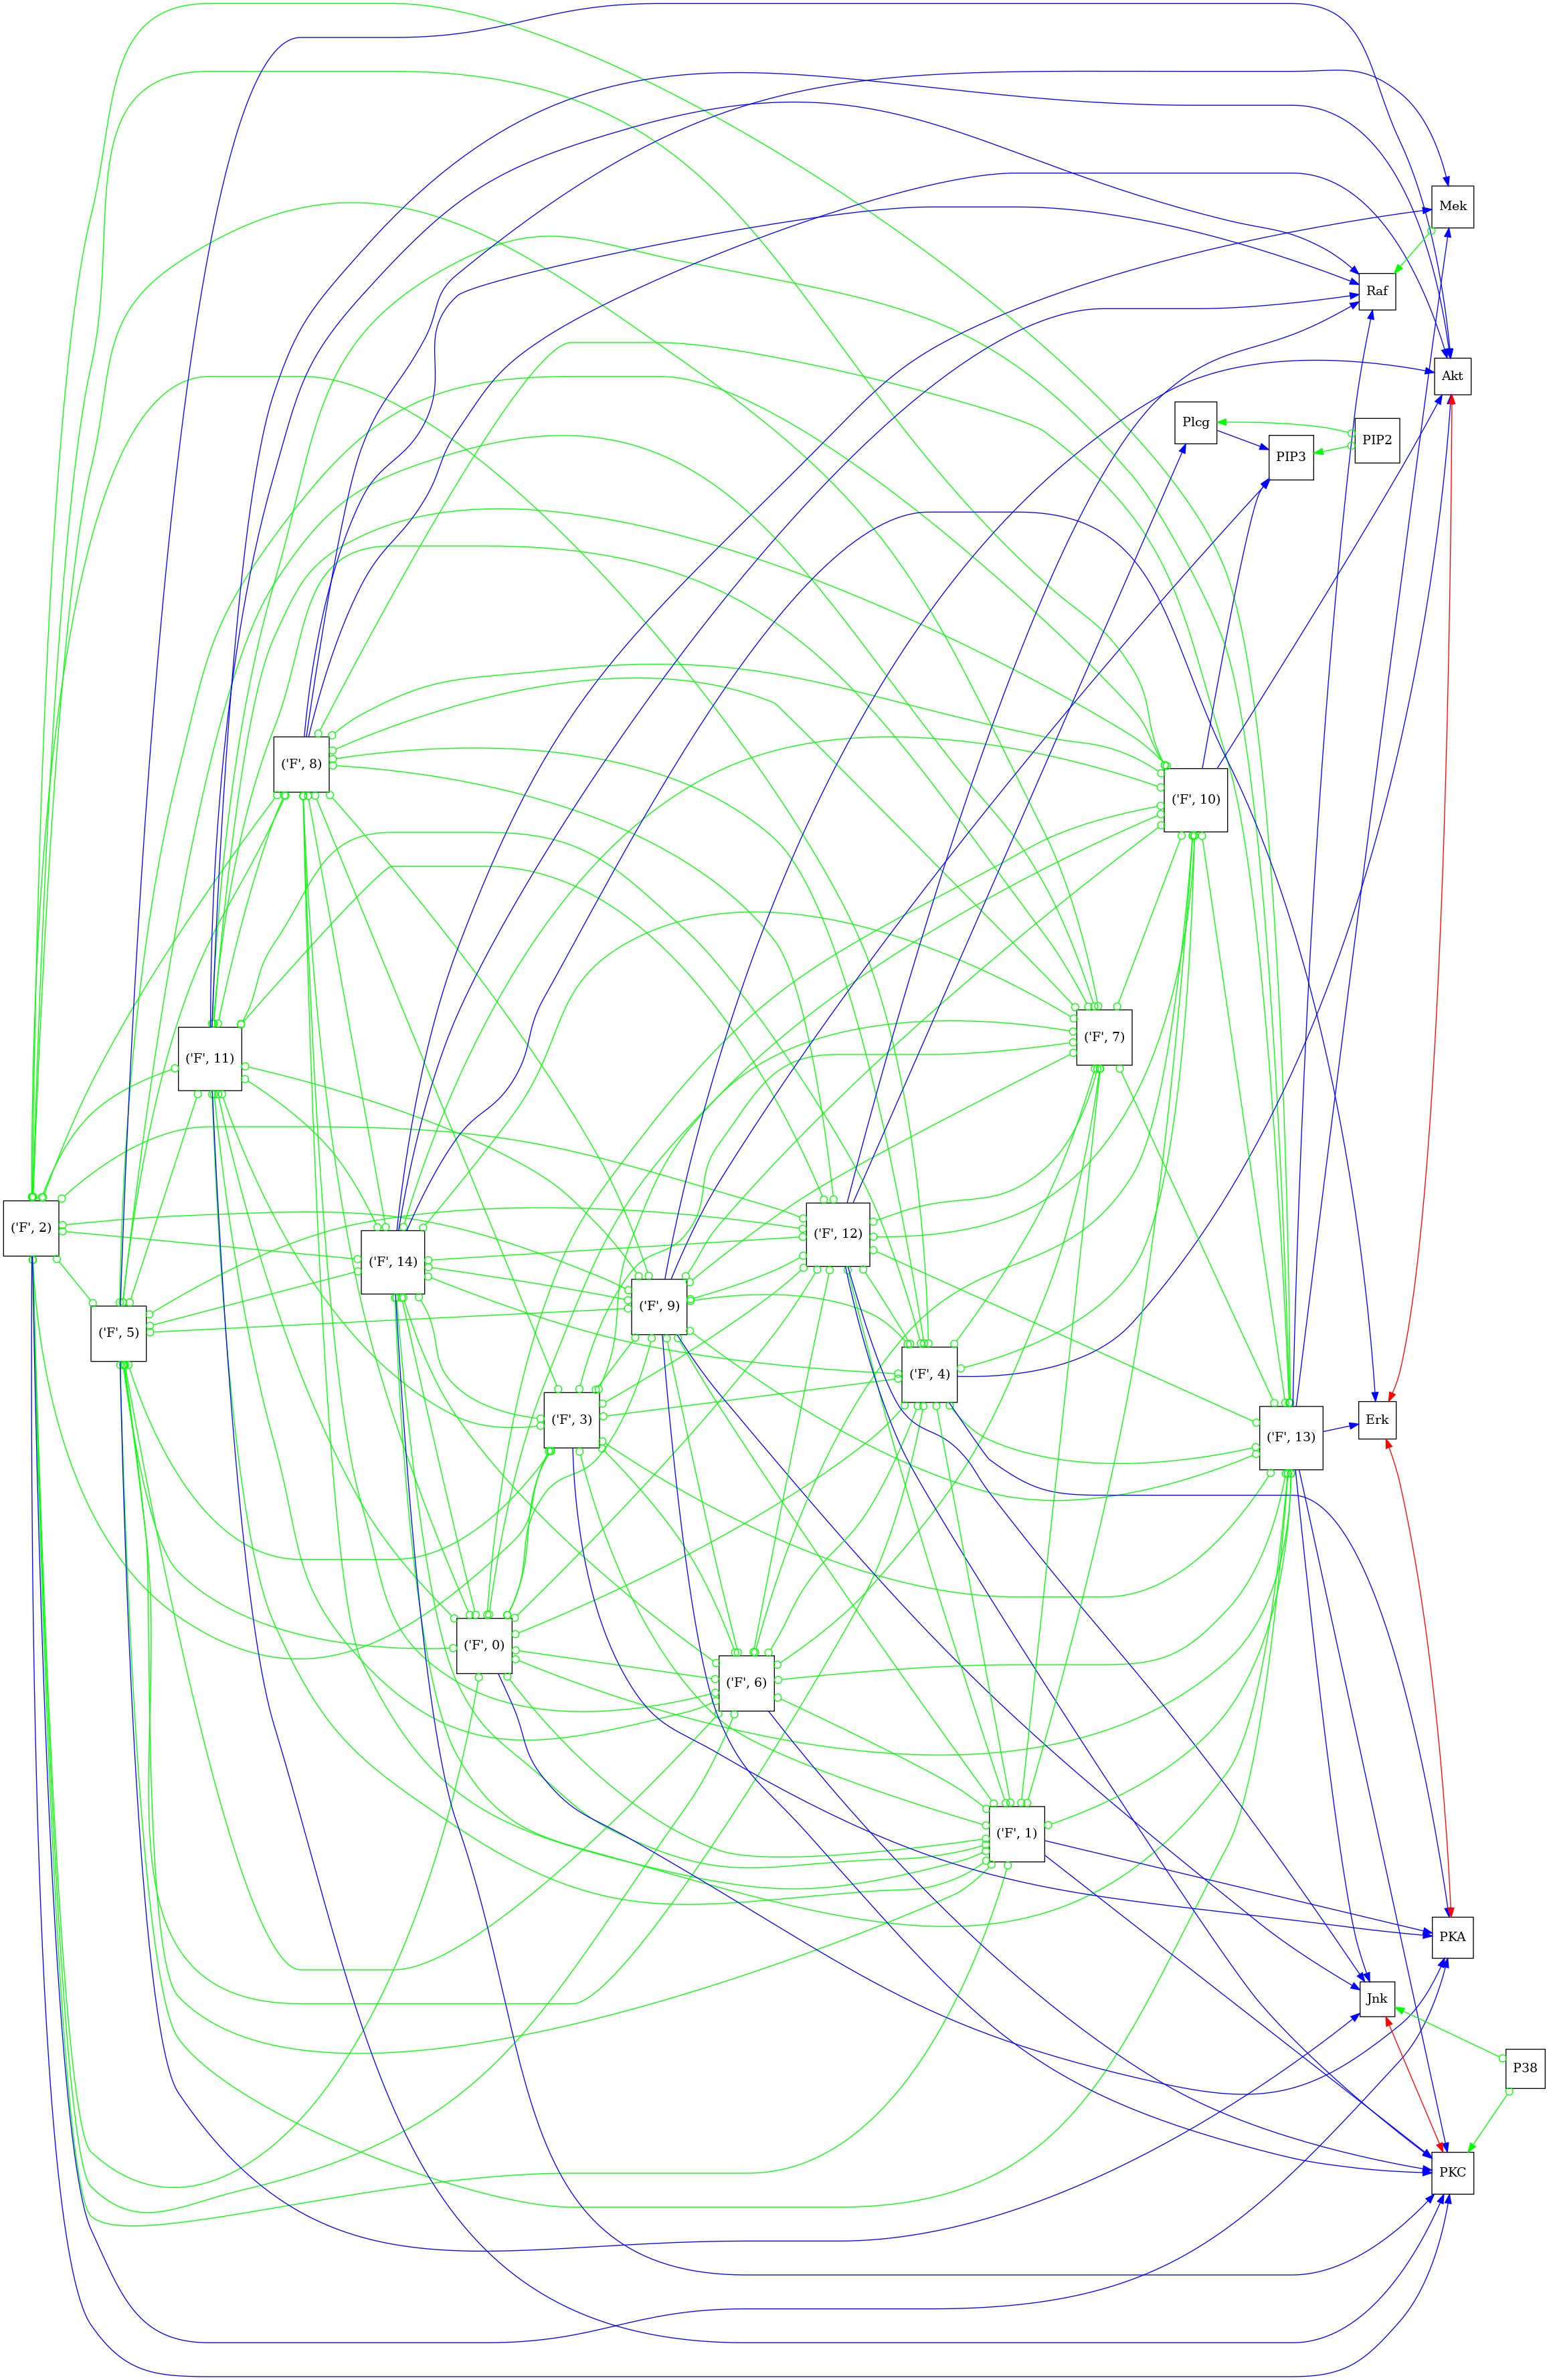 Mek
Raf
Akt
Plcg
PIP2
PIP3
('F', 8)
('F', 10)
('F', 7)
('F', 11)
('F', 2)
('F', 12)
('F', 14)
('F', 9)
('F', 5)
('F', 4)
('F', 3)
Erk
('F', 13)
('F', 0)
('F', 6)
('F', 1)
PKA
Jnk
P38
PKC